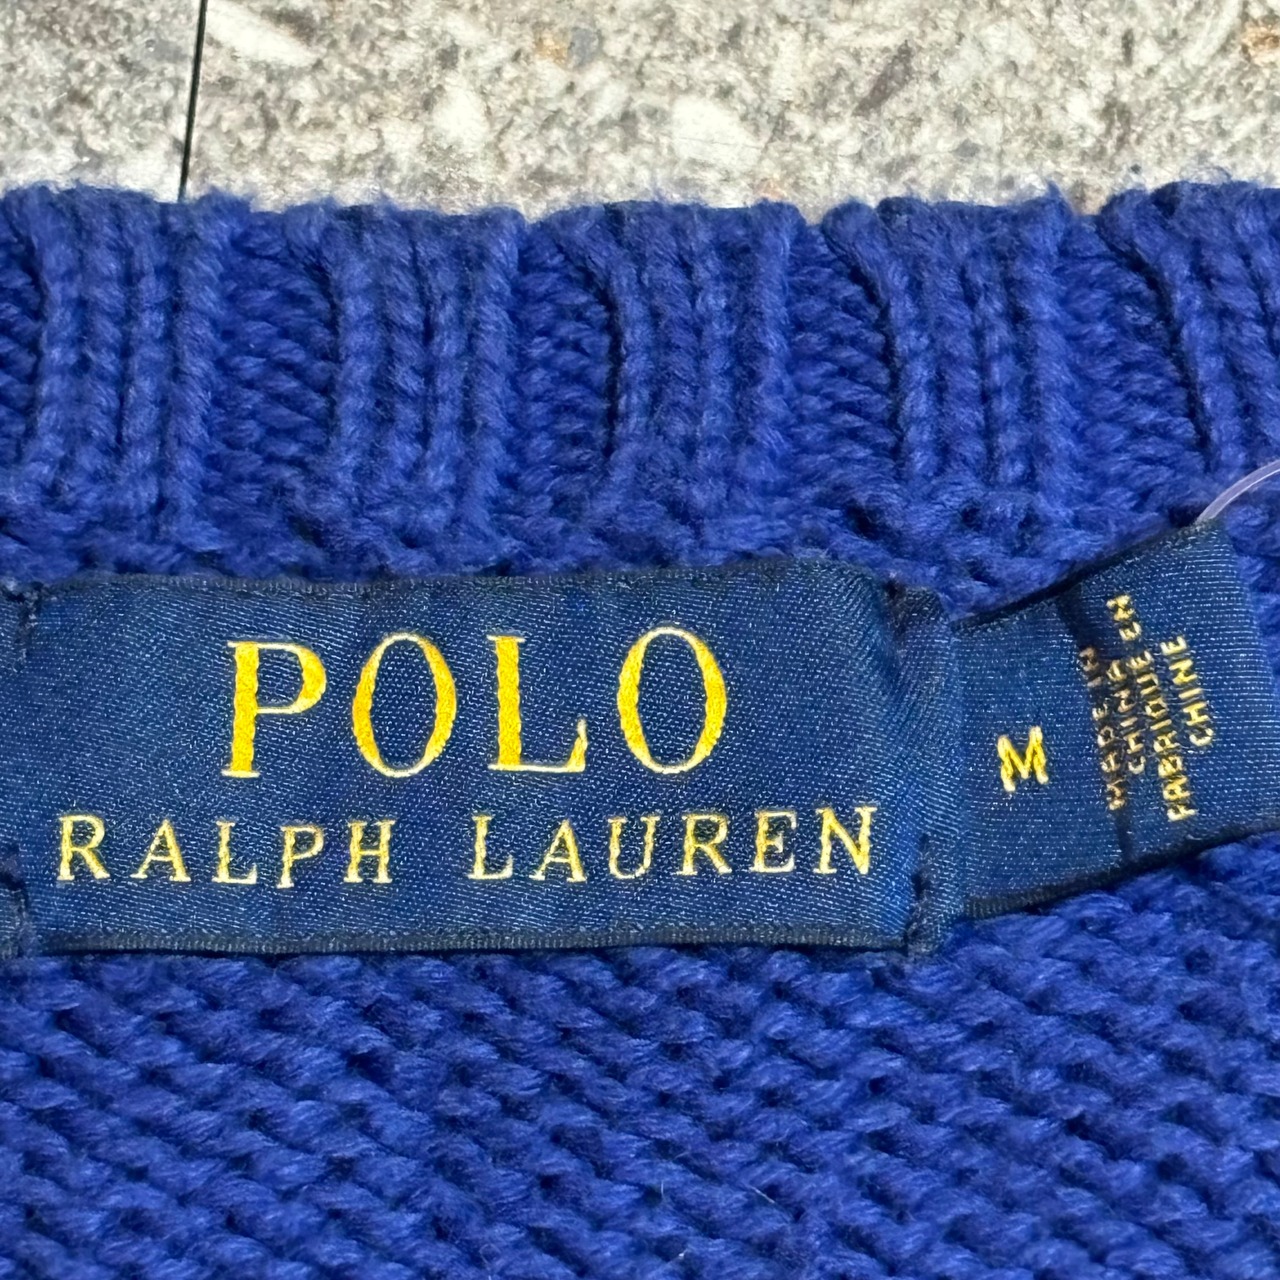 POLO
RALPH LAUREN
M
MADE IN
CHINA
FABRIQUÉ EN
CHINE